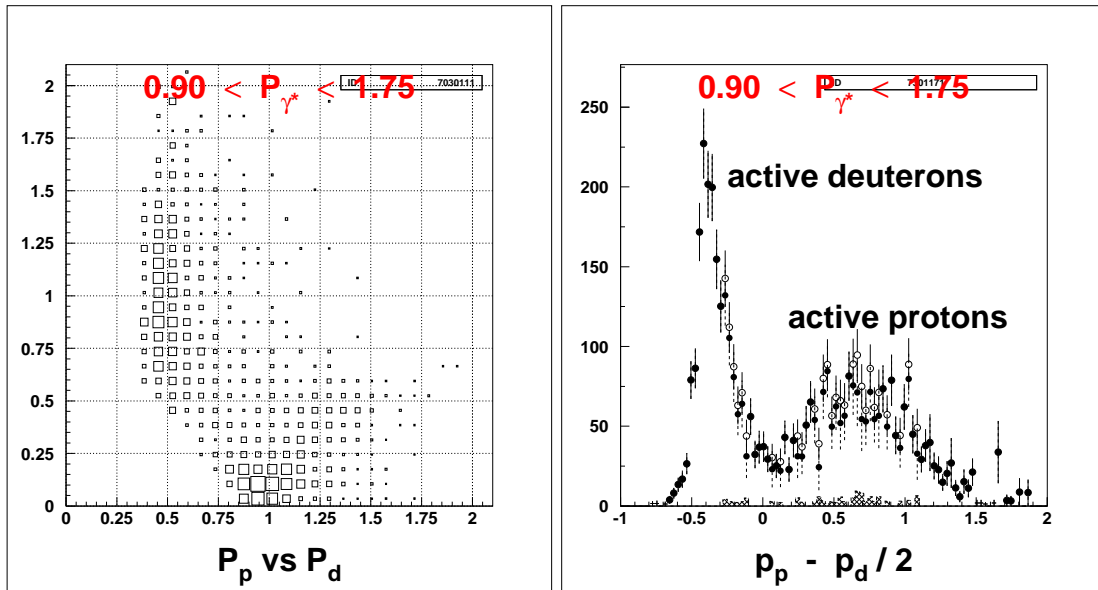 0.90 < P_γ* < 1.75
ID 7030111
2
1.75
1.5
1.25
1
0.75
0.5
0.25
0
0 0.25 0.5 0.75 1 1.25 1.5 1.75 2
P_p vs P_d
0.90 < P_γ* < 1.75
250
200
150
100
50
0
active deuterons
active protons
-1 -0.5 0 0.5 1 1.5 2
p_p - p_d / 2